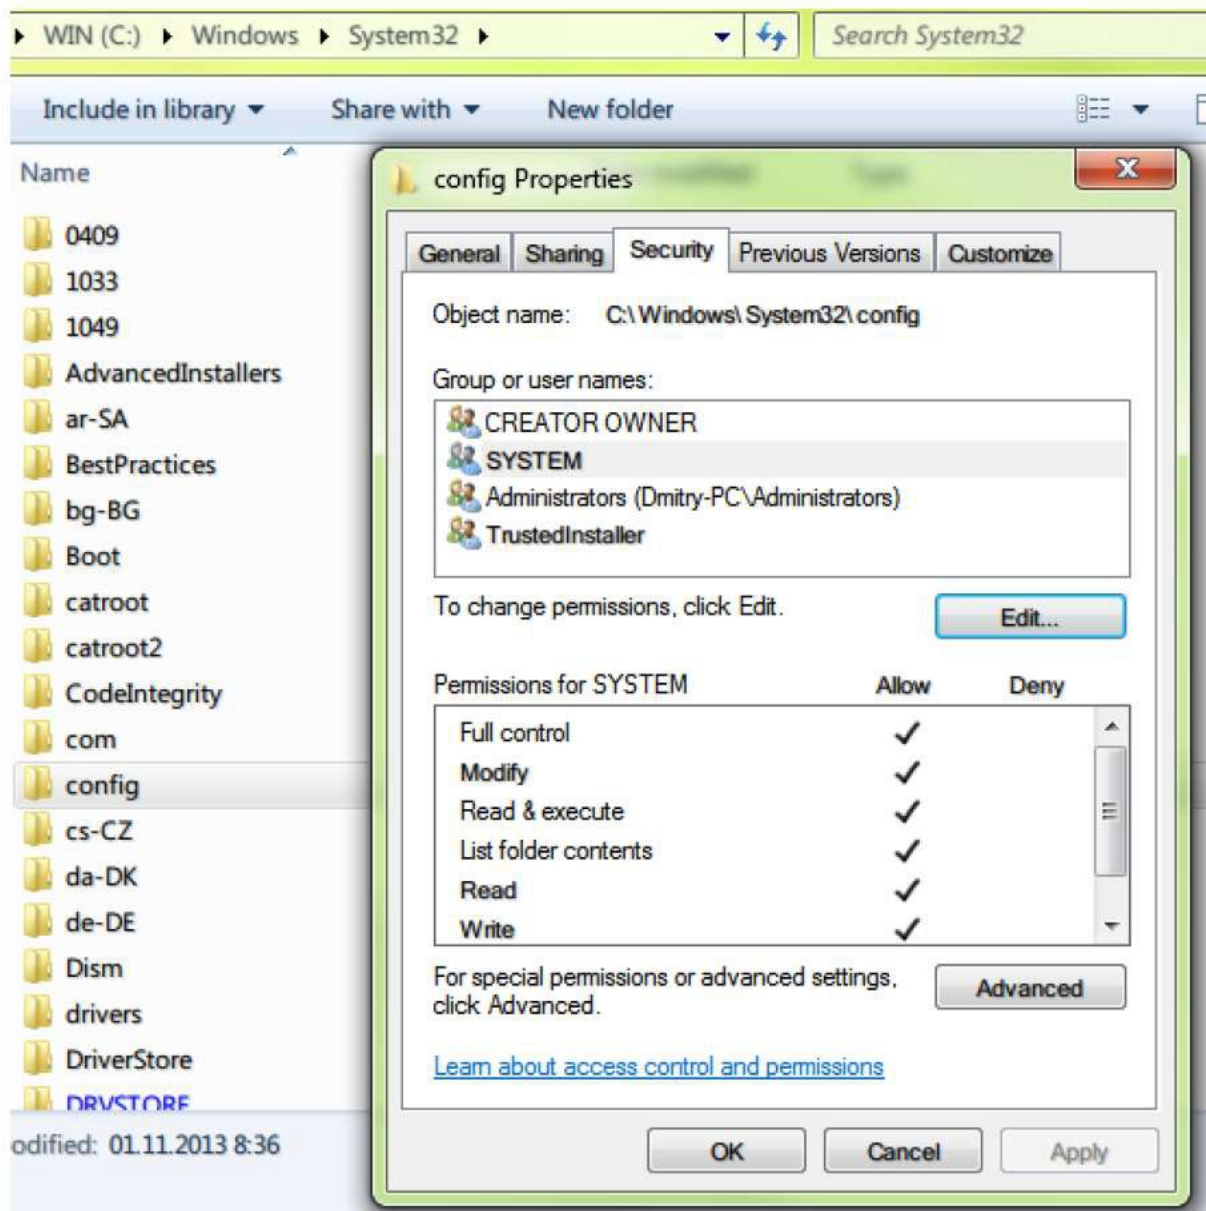 WIN (C:) Windows System32
Search System32
Include in library Share with New folder
Name
0409
1033
1049
AdvancedInstallers
ar-SA
BestPractices
bg-BG
Boot
catroot
catroot2
CodeIntegrity
com
config
cs-CZ
da-DK
de-DE
Dism
drivers
DriverStore
DRVSTORE
odified: 01.11.2013 8:36
config Properties
General Sharing Security Previous Versions Customize
Object name: C:\Windows\System32\config
Group or user names:
CREATOR OWNER
SYSTEM
Administrators (Dmitry-PC\Administrators)
TrustedInstaller
To change permissions, click Edit.
Edit...
Permissions for SYSTEM Allow Deny
Full control
Modify
Read & execute
List folder contents
Read
Write
For special permissions or advanced settings,
click Advanced.
Advanced
Learn about access control and permissions
OK Cancel Apply